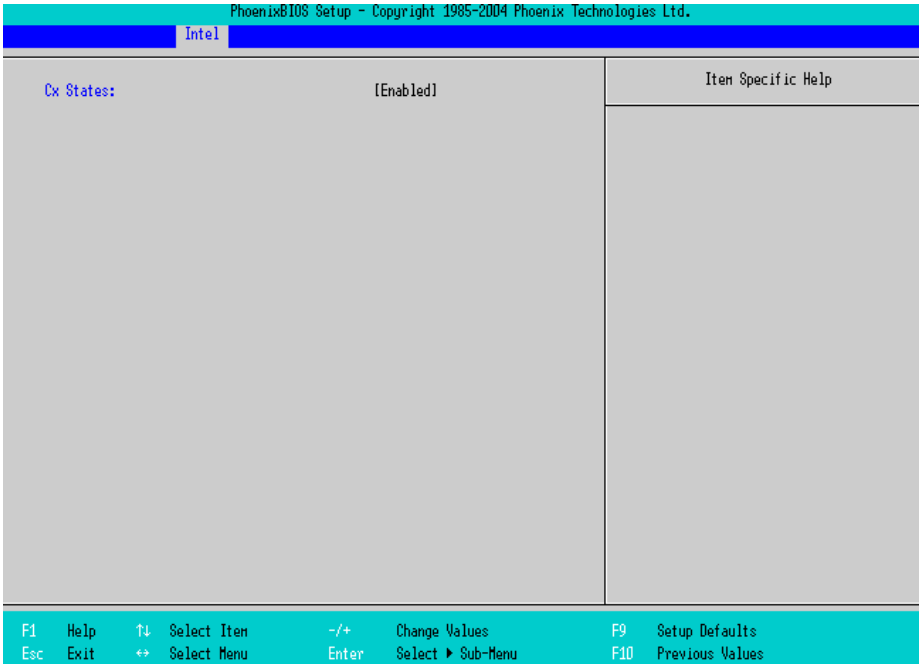 PhoenixBIOS Setup - Copyright 1985-2004 Phoenix Technologies Ltd.
Intel
Cx States: [Enabled]
Item Specific Help
F1 Help ↑↓ Select Item -/+ Change Values F9 Setup Defaults
Esc Exit ↔ Select Menu Enter Select ▶ Sub-Menu F10 Previous Values